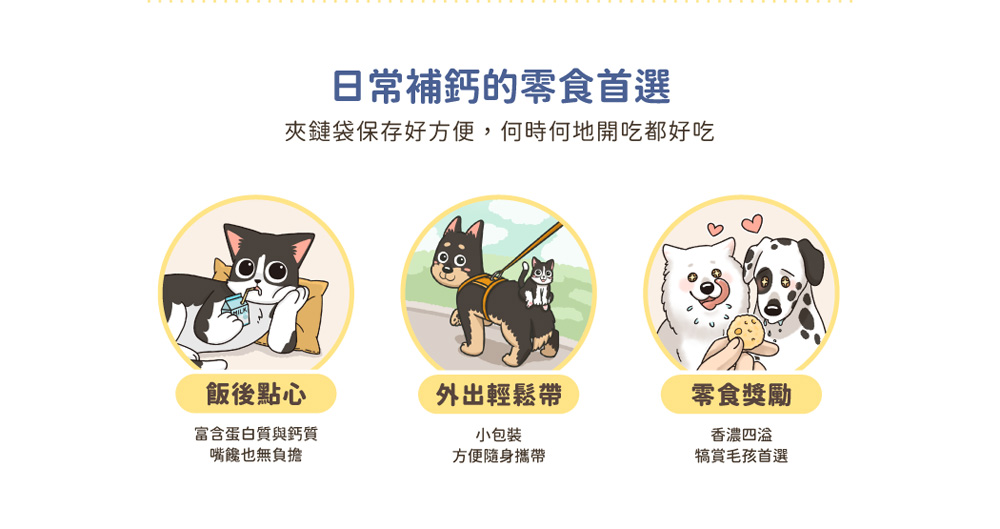 日常補鈣的零食首選
夾鏈袋保存好方便，何時何地開吃都好吃
MILK
飯後點心
富含蛋白質與鈣質
嘴饞也無負擔
外出輕鬆帶
小包裝
方便隨身攜帶
零食獎勵
香濃四溢
犒賞毛孩首選